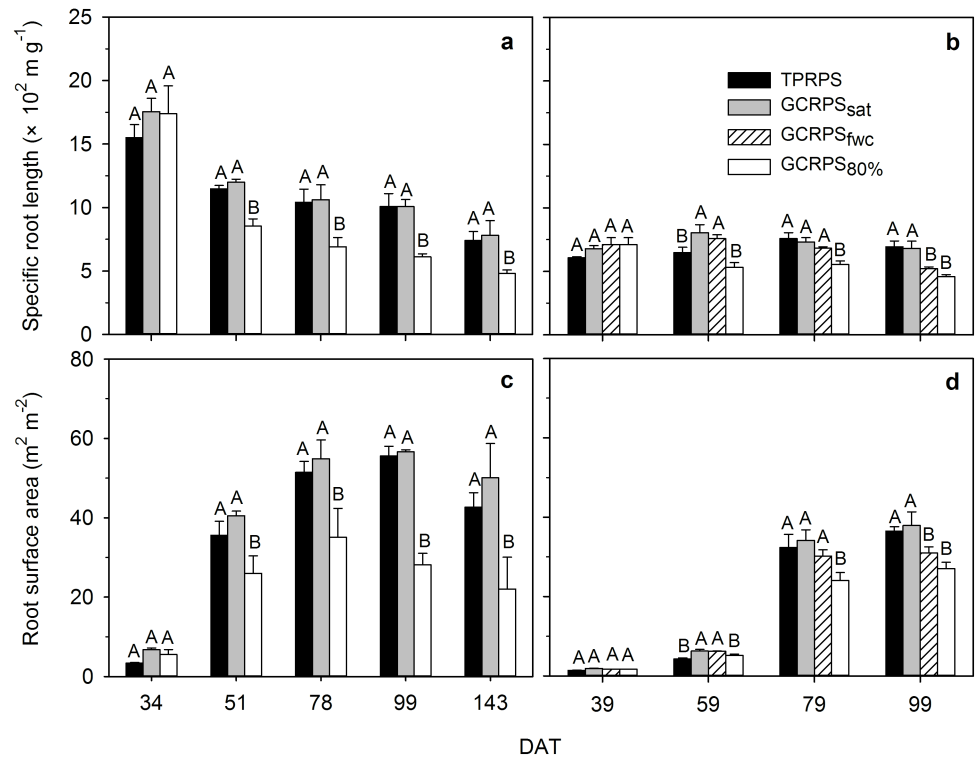 25
20
15
10
5
0
Specific root length (× 10² m g⁻¹)
a
A A A
A A B
A A B
A A B
A A B
b
TPRPS
GCRPSsat
GCRPSfwc
GCRPS80%
A A A A
B A A B
A A A B
A A B B
80
60
40
20
0
Root surface area (m² m⁻²)
c
A A A
A A B
A A B
A A B
A A B
d
A A A A
B A A B
A A A B
A A B B
34 51 78 99 143
39 59 79 99
DAT